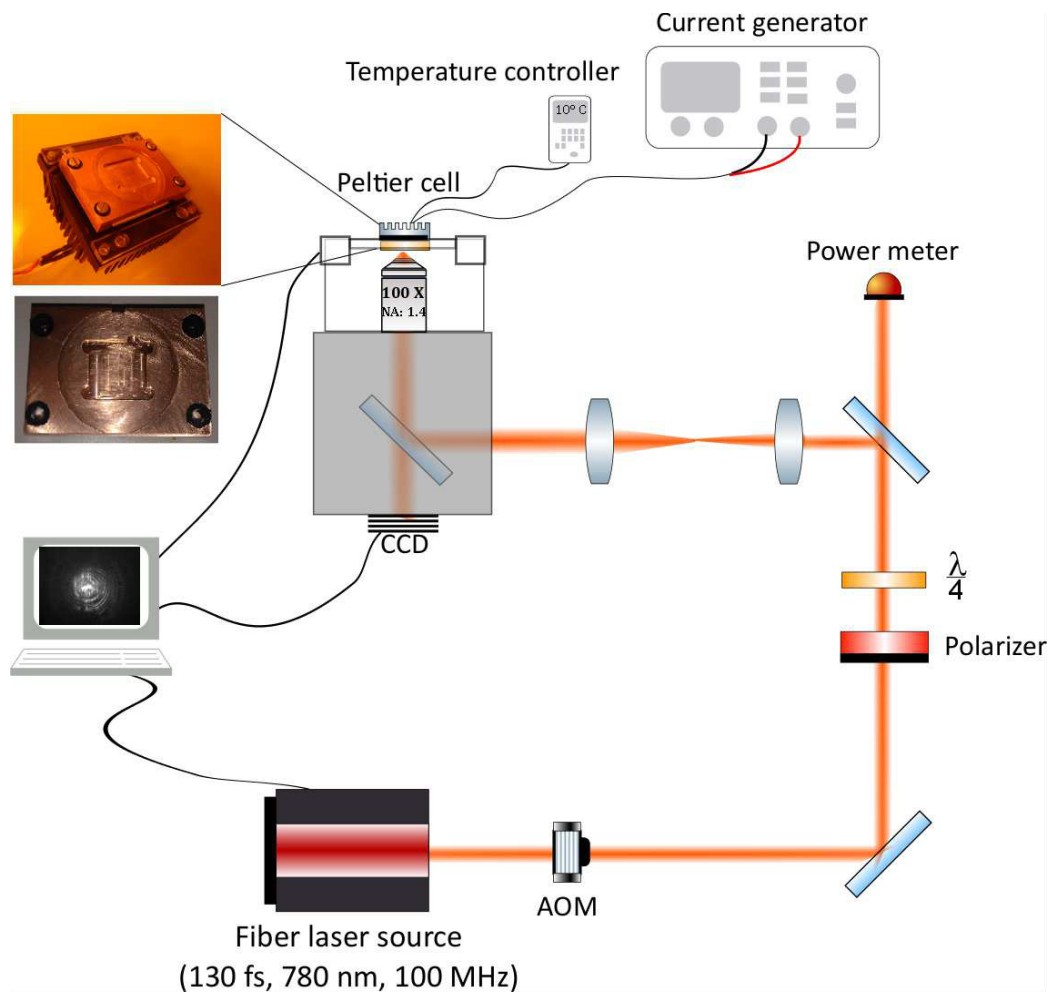 Current generator
Temperature controller
10º C
Peltier cell
Power meter
100 X
NA: 1.4
CCD
λ
4
Polarizer
AOM
Fiber laser source
(130 fs, 780 nm, 100 MHz)